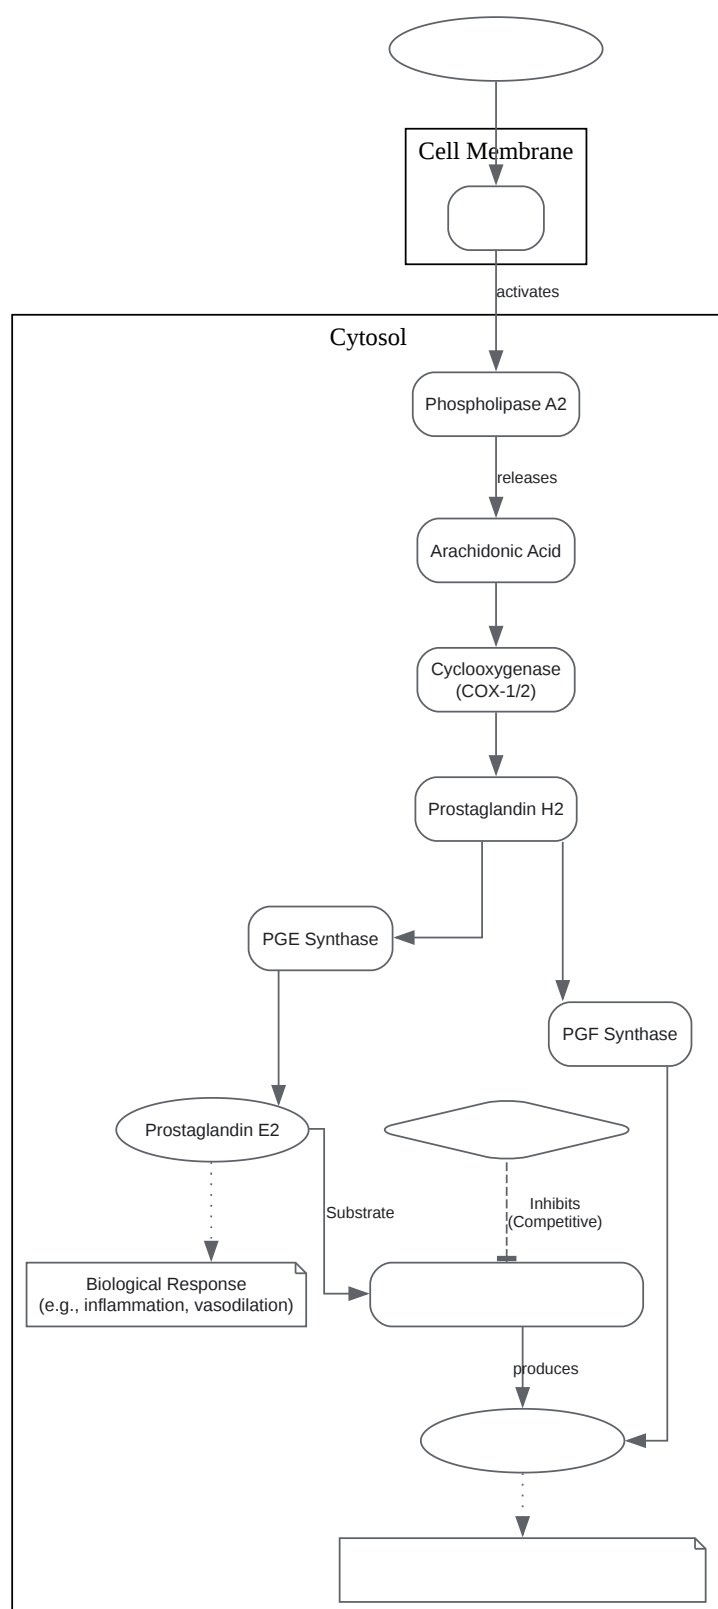 Cell Membrane
activates
Cytosol
Phospholipase A2
releases
Arachidonic Acid
Cyclooxygenase
(COX-1/2)
Prostaglandin H2
PGE Synthase
PGF Synthase
Prostaglandin E2
Substrate
Inhibits
(Competitive)
Biological Response
(e.g., inflammation, vasodilation)
produces